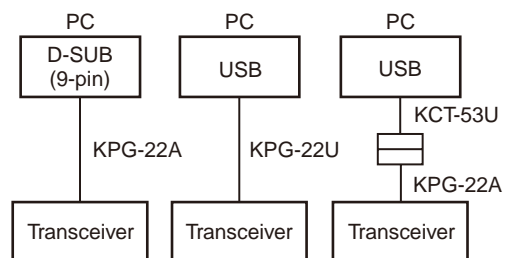 PC
D-SUB
(9-pin)
KPG-22A
Transceiver
PC
USB
KPG-22U
Transceiver
PC
USB
KCT-53U
KPG-22A
Transceiver